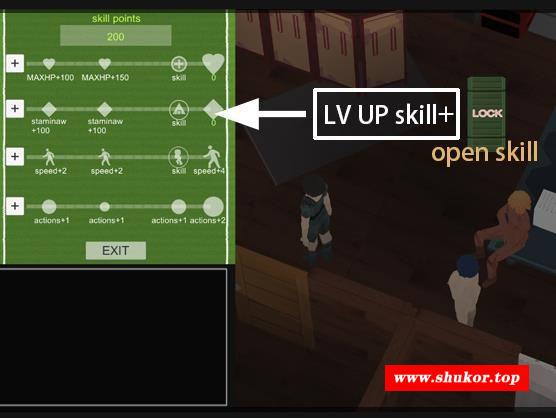 skill points
200
+
MAXHP+100
MAXHP+150
skill
0
+
staminaw
+100
staminaw
+100
skill
0
+
speed+2
speed+2
skill
speed+4
+
actions+1
actions+1
actions+1
actions+2
EXIT
LV UP skill+
LOCK
open skill
www.shukor.top